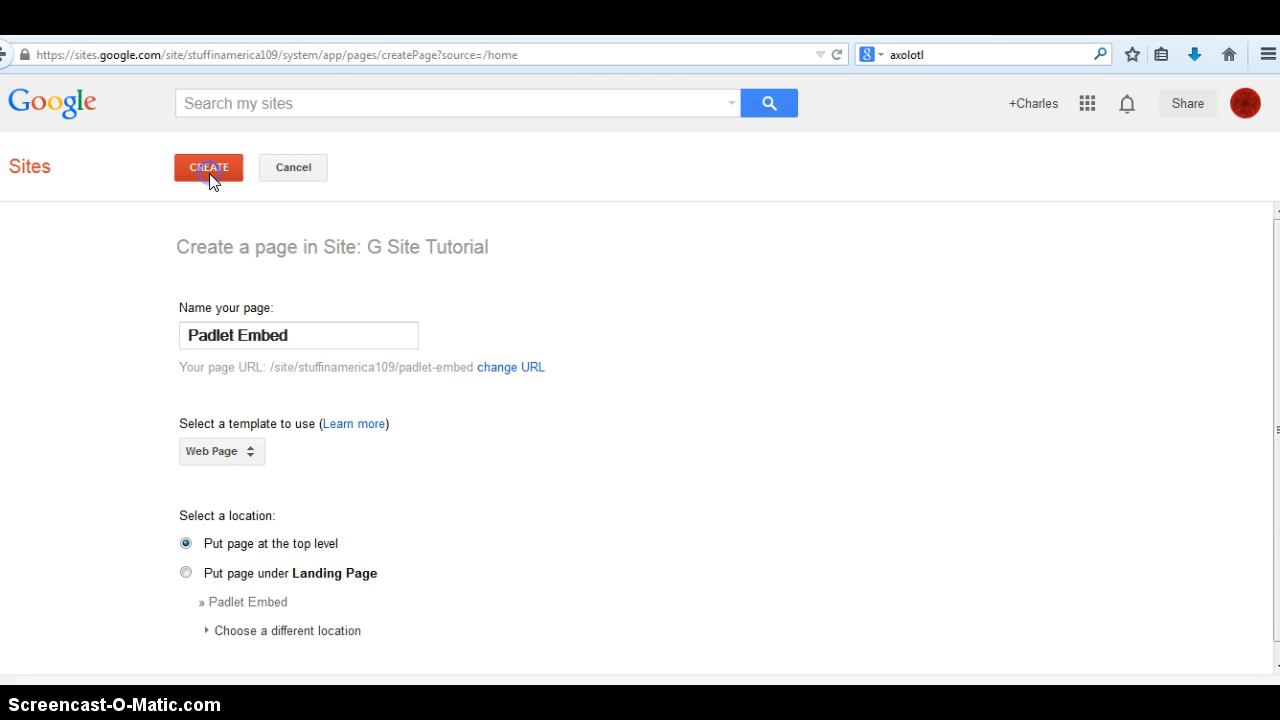 https://sites.google.com/site/stuffinamerica109/system/app/pages/createPage?source=/home
axolotl
Google
Search my sites
+Charles
Share
Sites
CREATE
Cancel
Create a page in Site: G Site Tutorial
Name your page:
Padlet Embed
Your page URL: /site/stuffinamerica109/padlet-embed change URL
Select a template to use (Learn more)
Web Page
Select a location:
Put page at the top level
Put page under Landing Page
» Padlet Embed
Choose a different location
Screencast-O-Matic.com